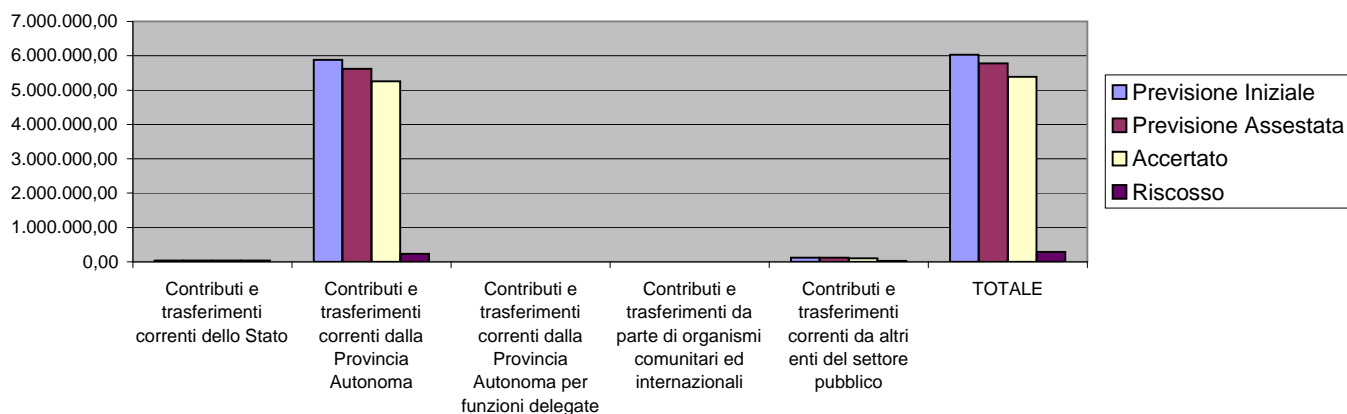 7.000.000,00
6.000.000,00
5.000.000,00
4.000.000,00
3.000.000,00
2.000.000,00
1.000.000,00
0,00
Contributi e
trasferimenti
correnti dello Stato
Contributi e
trasferimenti
correnti dalla
Provincia
Autonoma
Contributi e
trasferimenti
correnti dalla
Provincia
Autonoma per
funzioni delegate
Contributi e
trasferimenti da
parte di organismi
comunitari ed
internazionali
Contributi e
trasferimenti
correnti da altri
enti del settore
pubblico
TOTALE
Previsione Iniziale
Previsione Assestata
Accertato
Riscosso